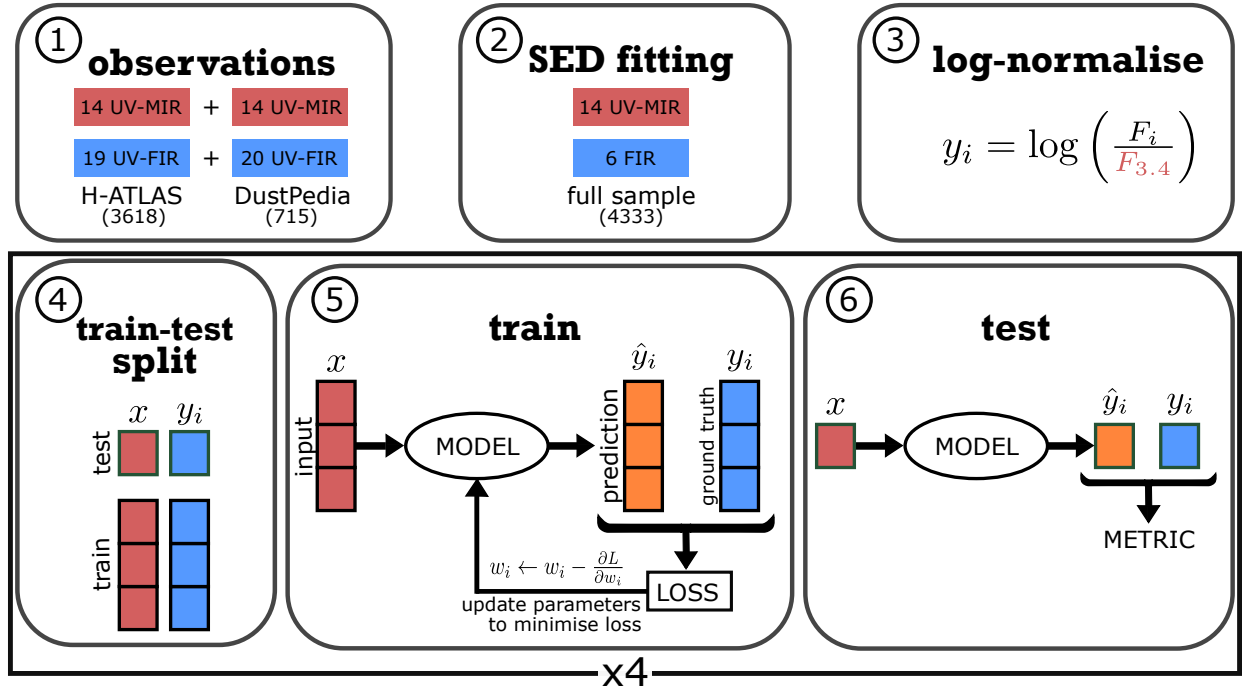 1
observations
14 UV-MIR + 14 UV-MIR
19 UV-FIR + 20 UV-FIR
H-ATLAS DustPedia
(3618) (715)
2
SED fitting
14 UV-MIR
6 FIR
full sample
(4333)
3
log-normalise
y_i = log ( F_i / F_{3.4} )
4
train-test
split
x y_i
test
train
5
train
x ŷ_i y_i
input
MODEL
prediction
ground truth
w_i ← w_i − ∂L/∂w_i
LOSS
update parameters
to minimise loss
6
test
x ŷ_i y_i
MODEL
METRIC
x4